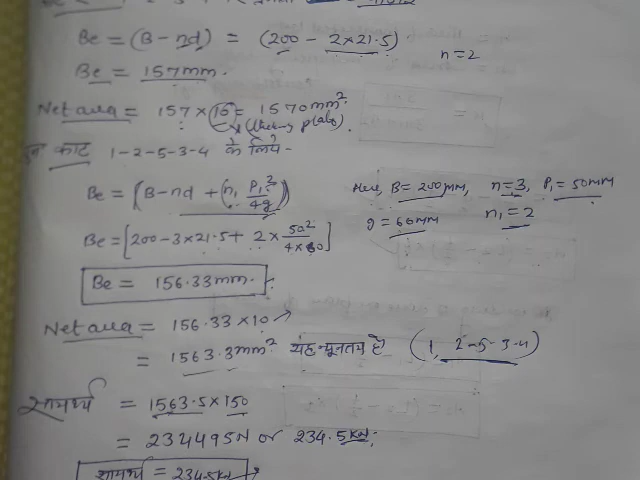 Be = (B - nd) = (200 - 2×21.5)
n=2
Be = 157mm.
Net area = 157 × 10 = 1570mm²
× (thickness plate).
काट 1-2-5-3-4 के लिये -
Be = [B-nd + (n₁ P₁²/4g)]
Here, B = 200mm, n=3, P₁ = 50mm
g = 60mm n₁ = 2
Be = [200-3×21.5+ 2 × 50²/4×60]
Be = 156.33mm.
Net area = 156.33 ×10
= 1563.3mm² यह न्यूनतम है (1, 2-5-3-4)
सामर्थ्य = 1563.5×150
= 234495N or 234.5KN.
सामर्थ्य = 234.5KN